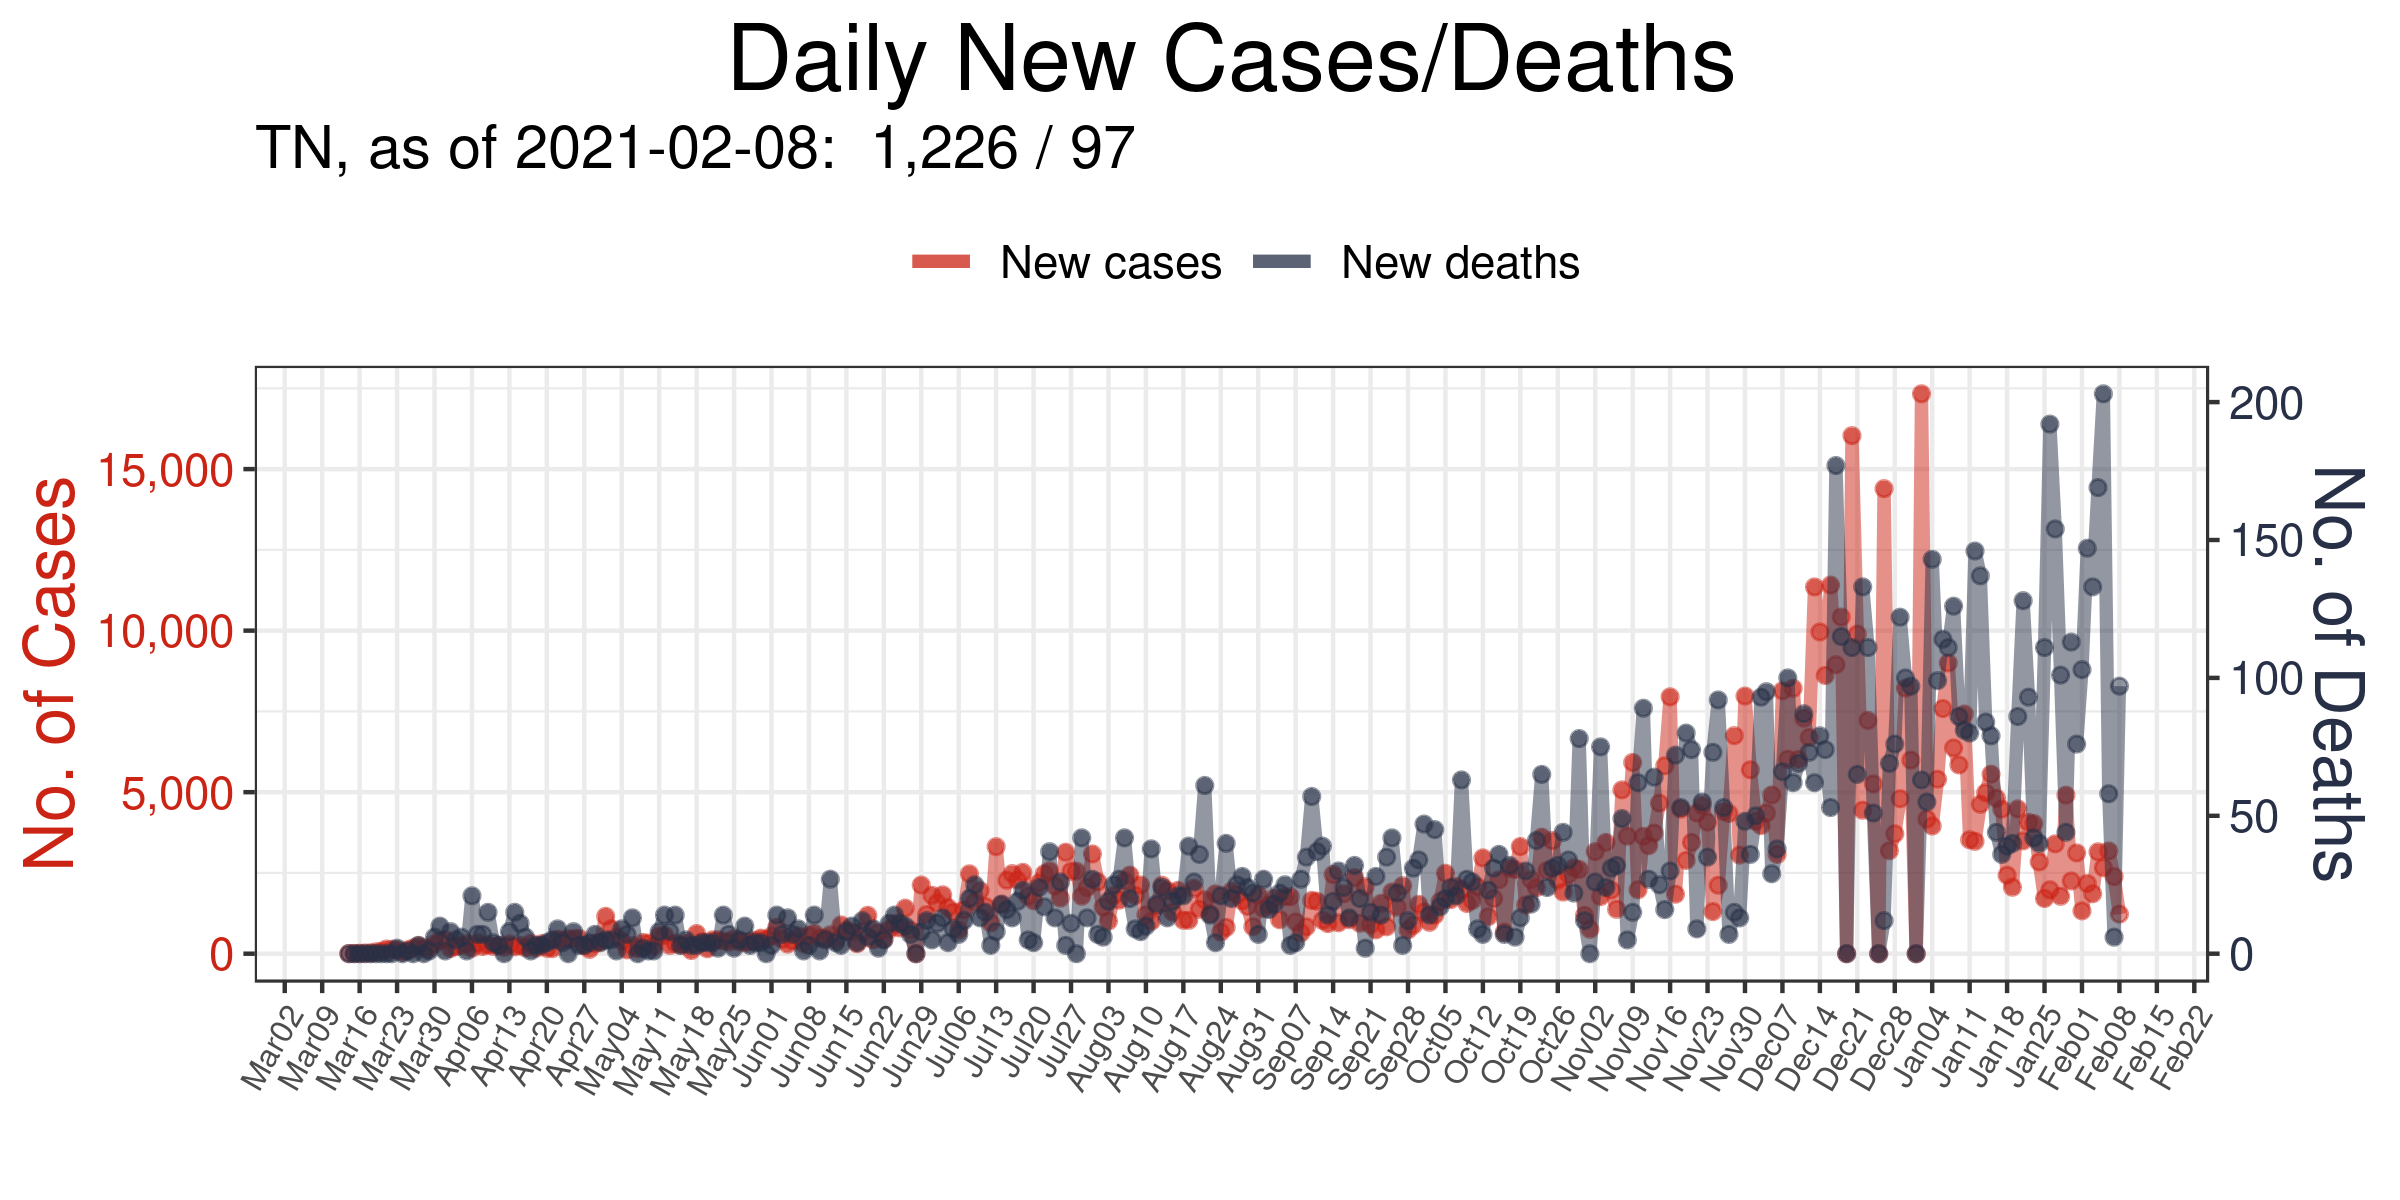 Daily New Cases/Deaths
TN, as of 2021-02-08:  1,226 / 97
New cases
New deaths
No. of Cases
15,000
10,000
5,000
0
200
150
100
50
0
No. of Deaths
Mar02
Mar09
Mar16
Mar23
Mar30
Apr06
Apr13
Apr20
Apr27
May04
May11
May18
May25
Jun01
Jun08
Jun15
Jun22
Jun29
Jul06
Jul13
Jul20
Jul27
Aug03
Aug10
Aug17
Aug24
Aug31
Sep07
Sep14
Sep21
Sep28
Oct05
Oct12
Oct19
Oct26
Nov02
Nov09
Nov16
Nov23
Nov30
Dec07
Dec14
Dec21
Dec28
Jan04
Jan11
Jan18
Jan25
Feb01
Feb08
Feb15
Feb22